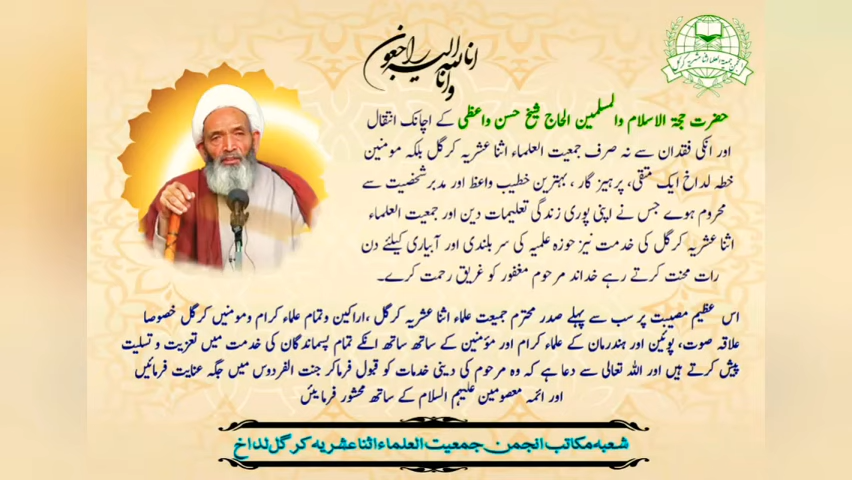 انا للہ و انا الیہ راجعون
حضرت حجۃ الاسلام والمسلمین الحاج شیخ حسن واعظی کے اچانک انتقال
اور انکی فقدان سے نہ صرف جمعیت العلماء اثنا عشریہ کرگل بلکہ مومنین
خطہ لداخ ایک متقی، پرہیز گار، بہترین خطیب واعظ اور مدبر شخصیت سے
محروم ہوے جس نے اپنی پوری زندگی تعلیمات دین اور جمعیت العلماء
اثنا عشریہ کرگل کی خدمت نیز حوزہ علمیہ کی سر بلندی اور آبیاری کیلئے دن
رات محنت کرتے رہے خداند مرحوم مغفور کو غریق رحمت کرے۔
اس عظیم مصیبت پر سب سے پہلے صدر محترم جمیعت علماء اثنا عشریہ کرگل ،اراکین وتمام علماء کرام ومومنین کرگل خصوصا
علاقہ صوت، پوئین اور ہندرمان کے علماء کرام اور مؤمنین کے ساتھ ساتھ انکے تمام پسماندگان کی خدمت میں تعزیت و تسلیت
پیش کرتے ہیں اور اللہ تعالی سے دعا ہے کہ وہ مرحوم کی دینی خدمات کو قبول فرماکر جنت الفردوس میں جگہ عنایت فرمائیں
اور ائمہ معصومین علیہم السلام کے ساتھ محشور فرمایئں
شعبہ مکاتب انجمن جمعیت العلماء اثنا عشریہ کرگل لداخ